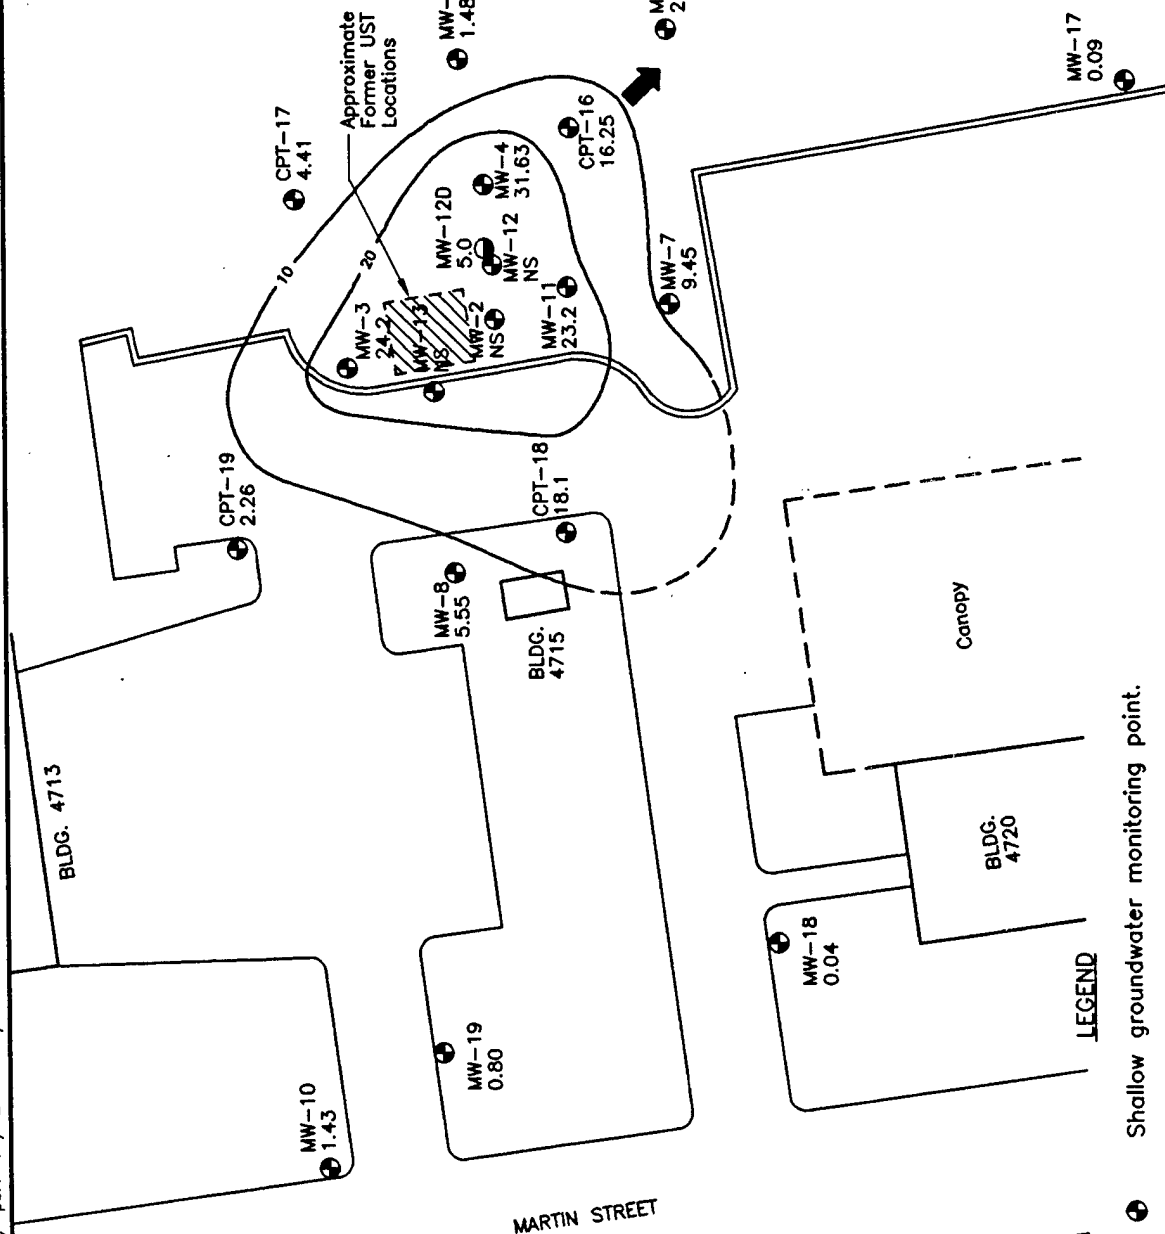 CPT-17
4.41
Approximate
Former UST
Locations
MW-
1.48
10
20
MW-3
24.2
MW-13
NS
MW-2
NS
MW-12D
5.0
MW-12
NS
MW-4
31.63
CPT-16
16.25
MW-11
23.2
MW-7
9.45
MW-17
0.09
CPT-19
2.26
CPT-18
18.1
MW-8
5.55
BLDG.
4715
BLDG. 4713
Canopy
BLDG.
4720
MW-18
0.04
MW-19
0.80
MW-10
1.43
MARTIN STREET
LEGEND
Shallow groundwater monitoring point.